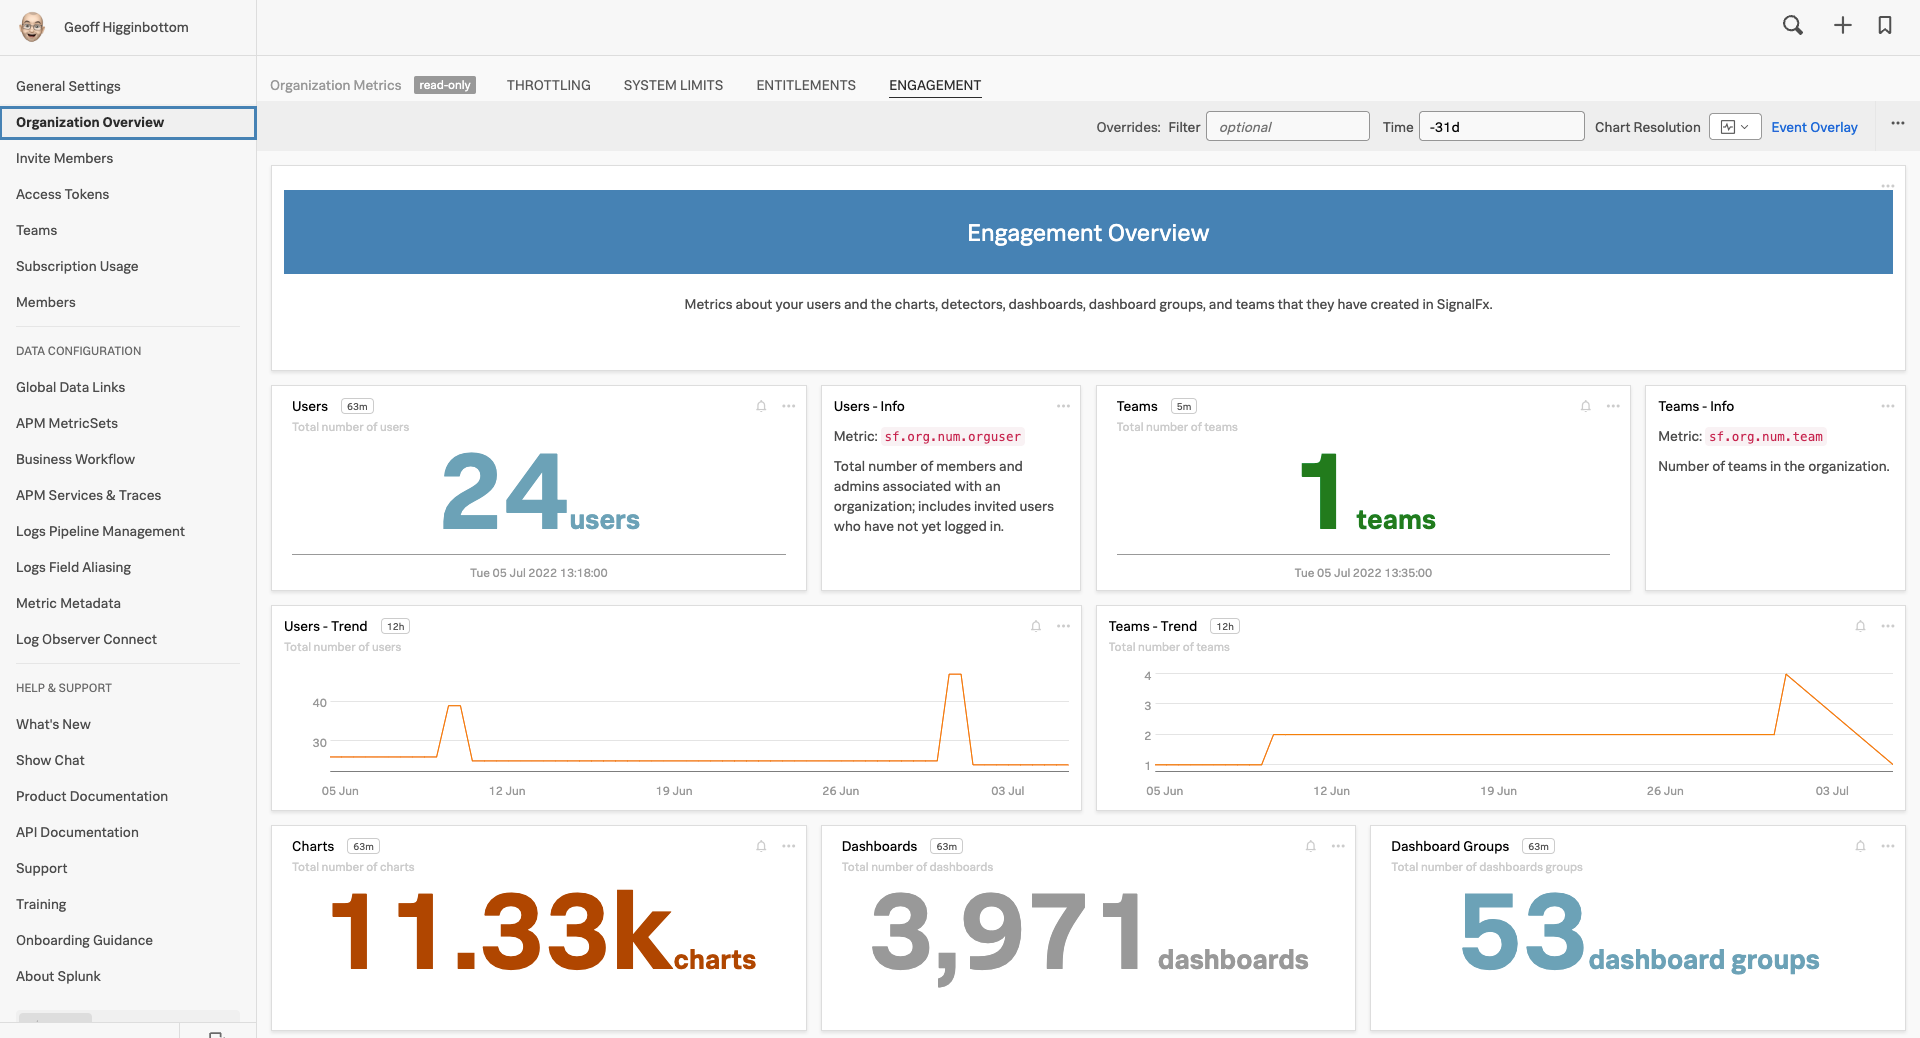 Geoff Higginbottom
General Settings
Organization Overview
Invite Members
Access Tokens
Teams
Subscription Usage
Members
DATA CONFIGURATION
Global Data Links
APM MetricSets
Business Workflow
APM Services & Traces
Logs Pipeline Management
Logs Field Aliasing
Metric Metadata
Log Observer Connect
HELP & SUPPORT
What's New
Show Chat
Product Documentation
API Documentation
Support
Training
Onboarding Guidance
About Splunk
Organization Metrics read-only THROTTLING SYSTEM LIMITS ENTITLEMENTS ENGAGEMENT
Overrides: Filter optional Time -31d Chart Resolution Event Overlay
Engagement Overview
Metrics about your users and the charts, detectors, dashboards, dashboard groups, and teams that they have created in SignalFx.
Users 63m
Total number of users
24 users
Tue 05 Jul 2022 13:18:00
Users - Info
Metric: sf.org.num.orguser
Total number of members and
admins associated with an
organization; includes invited users
who have not yet logged in.
Teams 5m
Total number of teams
1 teams
Tue 05 Jul 2022 13:35:00
Teams - Info
Metric: sf.org.num.team
Number of teams in the organization.
Users - Trend 12h
Total number of users
40
30
05 Jun 12 Jun 19 Jun 26 Jun 03 Jul
Teams - Trend 12h
Total number of teams
4
3
2
1
05 Jun 12 Jun 19 Jun 26 Jun 03 Jul
Charts 63m
Total number of charts
11.33k charts
Dashboards 63m
Total number of dashboards
3,971 dashboards
Dashboard Groups 63m
Total number of dashboards groups
53 dashboard groups